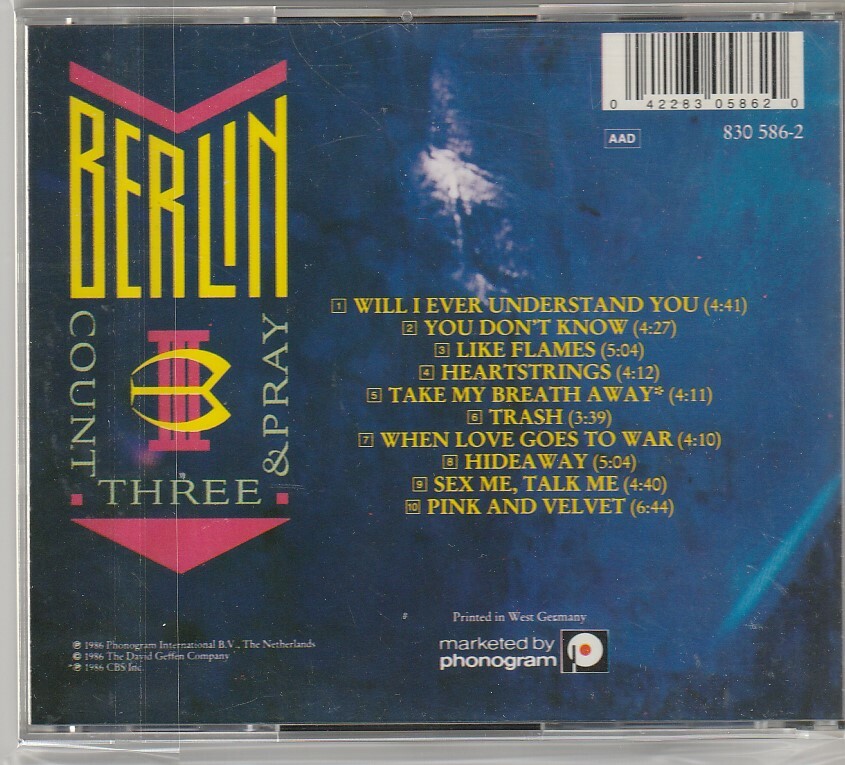 BERLIN
COUNT
THREE
& PRAY
0 42283 05862 0
AAD
830 586-2
1 WILL I EVER UNDERSTAND YOU (4:41)
2 YOU DON'T KNOW (4:27)
3 LIKE FLAMES (5:04)
4 HEARTSTRINGS (4:12)
5 TAKE MY BREATH AWAY* (4:11)
6 TRASH (3:39)
7 WHEN LOVE GOES TO WAR (4:10)
8 HIDEAWAY (5:04)
9 SEX ME, TALK ME (4:40)
10 PINK AND VELVET (6:44)
Printed in West Germany
marketed by
phonogram
℗ 1986 Phonogram International B.V., The Netherlands
© 1986 The David Geffen Company
*℗ 1986 CBS Inc.